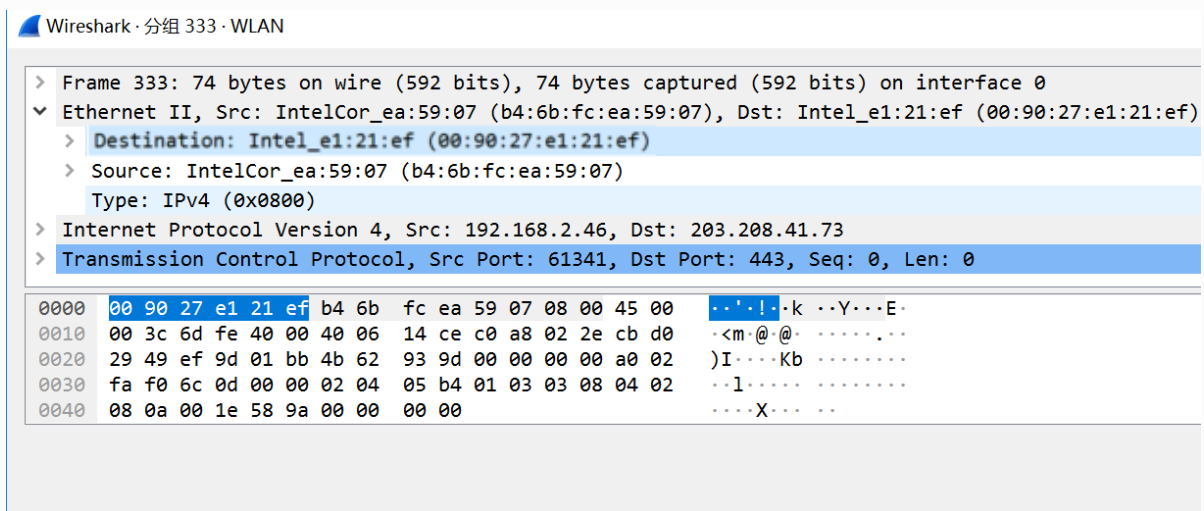 Wireshark · 分组 333 · WLAN
> Frame 333: 74 bytes on wire (592 bits), 74 bytes captured (592 bits) on interface 0
Ethernet II, Src: IntelCor_ea:59:07 (b4:6b:fc:ea:59:07), Dst: Intel_e1:21:ef (00:90:27:e1:21:ef)
> Destination: Intel_e1:21:ef (00:90:27:e1:21:ef)
> Source: IntelCor_ea:59:07 (b4:6b:fc:ea:59:07)
Type: IPv4 (0x0800)
> Internet Protocol Version 4, Src: 192.168.2.46, Dst: 203.208.41.73
> Transmission Control Protocol, Src Port: 61341, Dst Port: 443, Seq: 0, Len: 0
0000 00 90 27 e1 21 ef b4 6b fc ea 59 07 08 00 45 00 ··'·!··k ··Y···E·
0010 00 3c 6d fe 40 00 40 06 14 ce c0 a8 02 2e cb d0 ·<m·@·@· ·····.··
0020 29 49 ef 9d 01 bb 4b 62 93 9d 00 00 00 00 a0 02 )I····Kb ········
0030 fa f0 6c 0d 00 00 02 04 05 b4 01 03 03 08 04 02 ··l····· ········
0040 08 0a 00 1e 58 9a 00 00 00 00 ····X··· ··